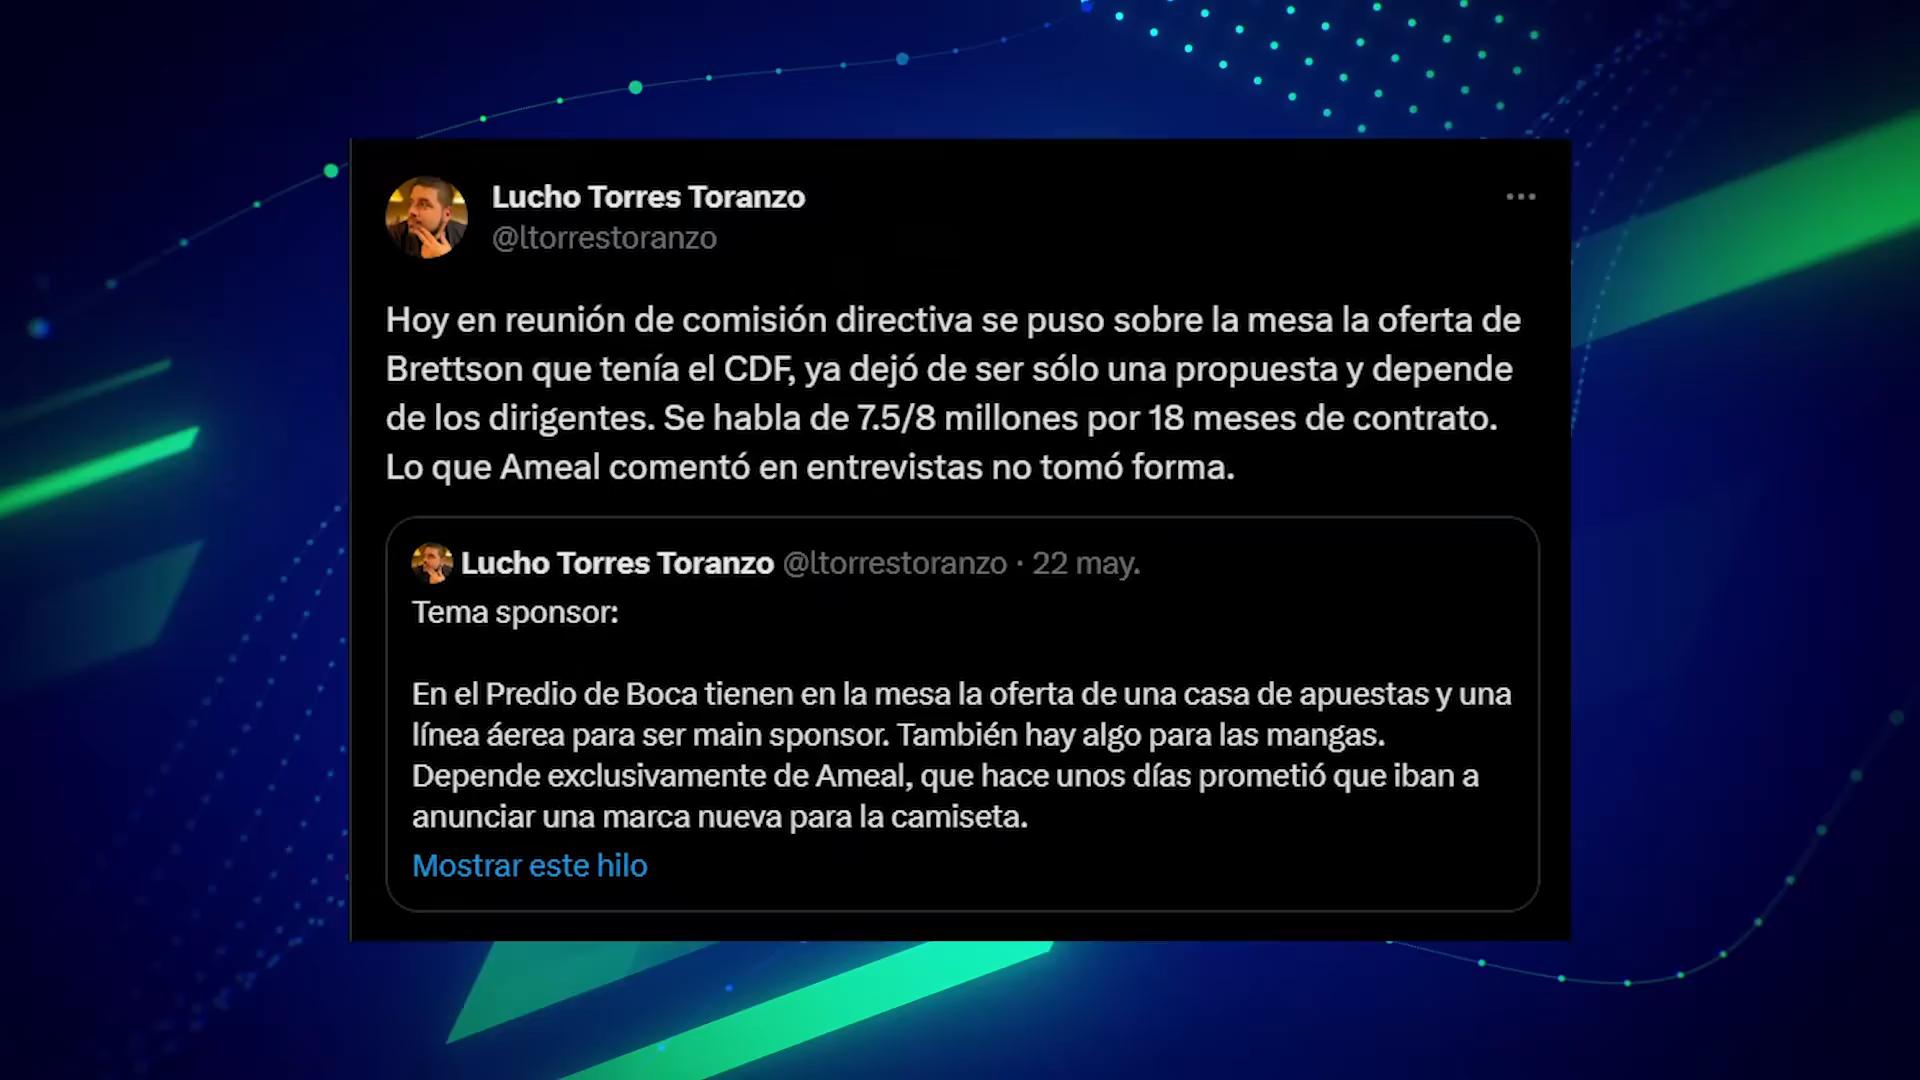 Lucho Torres Toranzo
@ltorrestoranzo
Hoy en reunión de comisión directiva se puso sobre la mesa la oferta de
Brettson que tenía el CDF, ya dejó de ser sólo una propuesta y depende
de los dirigentes. Se habla de 7.5/8 millones por 18 meses de contrato.
Lo que Ameal comentó en entrevistas no tomó forma.
Lucho Torres Toranzo @ltorrestoranzo · 22 may.
Tema sponsor:
En el Predio de Boca tienen en la mesa la oferta de una casa de apuestas y una
línea áerea para ser main sponsor. También hay algo para las mangas.
Depende exclusivamente de Ameal, que hace unos días prometió que iban a
anunciar una marca nueva para la camiseta.
Mostrar este hilo